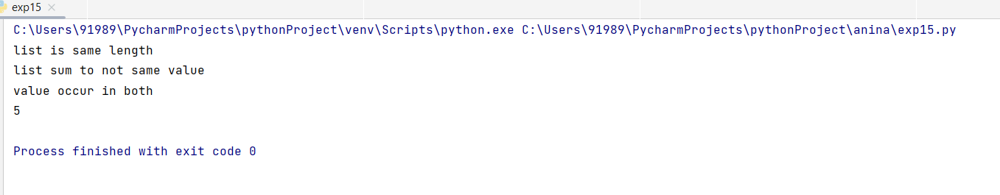 exp15
C:\Users\91989\PycharmProjects\pythonProject\venv\Scripts\python.exe C:\Users\91989\PycharmProjects\pythonProject\anina\exp15.py
list is same length
list sum to not same value
value occur in both
5
Process finished with exit code 0